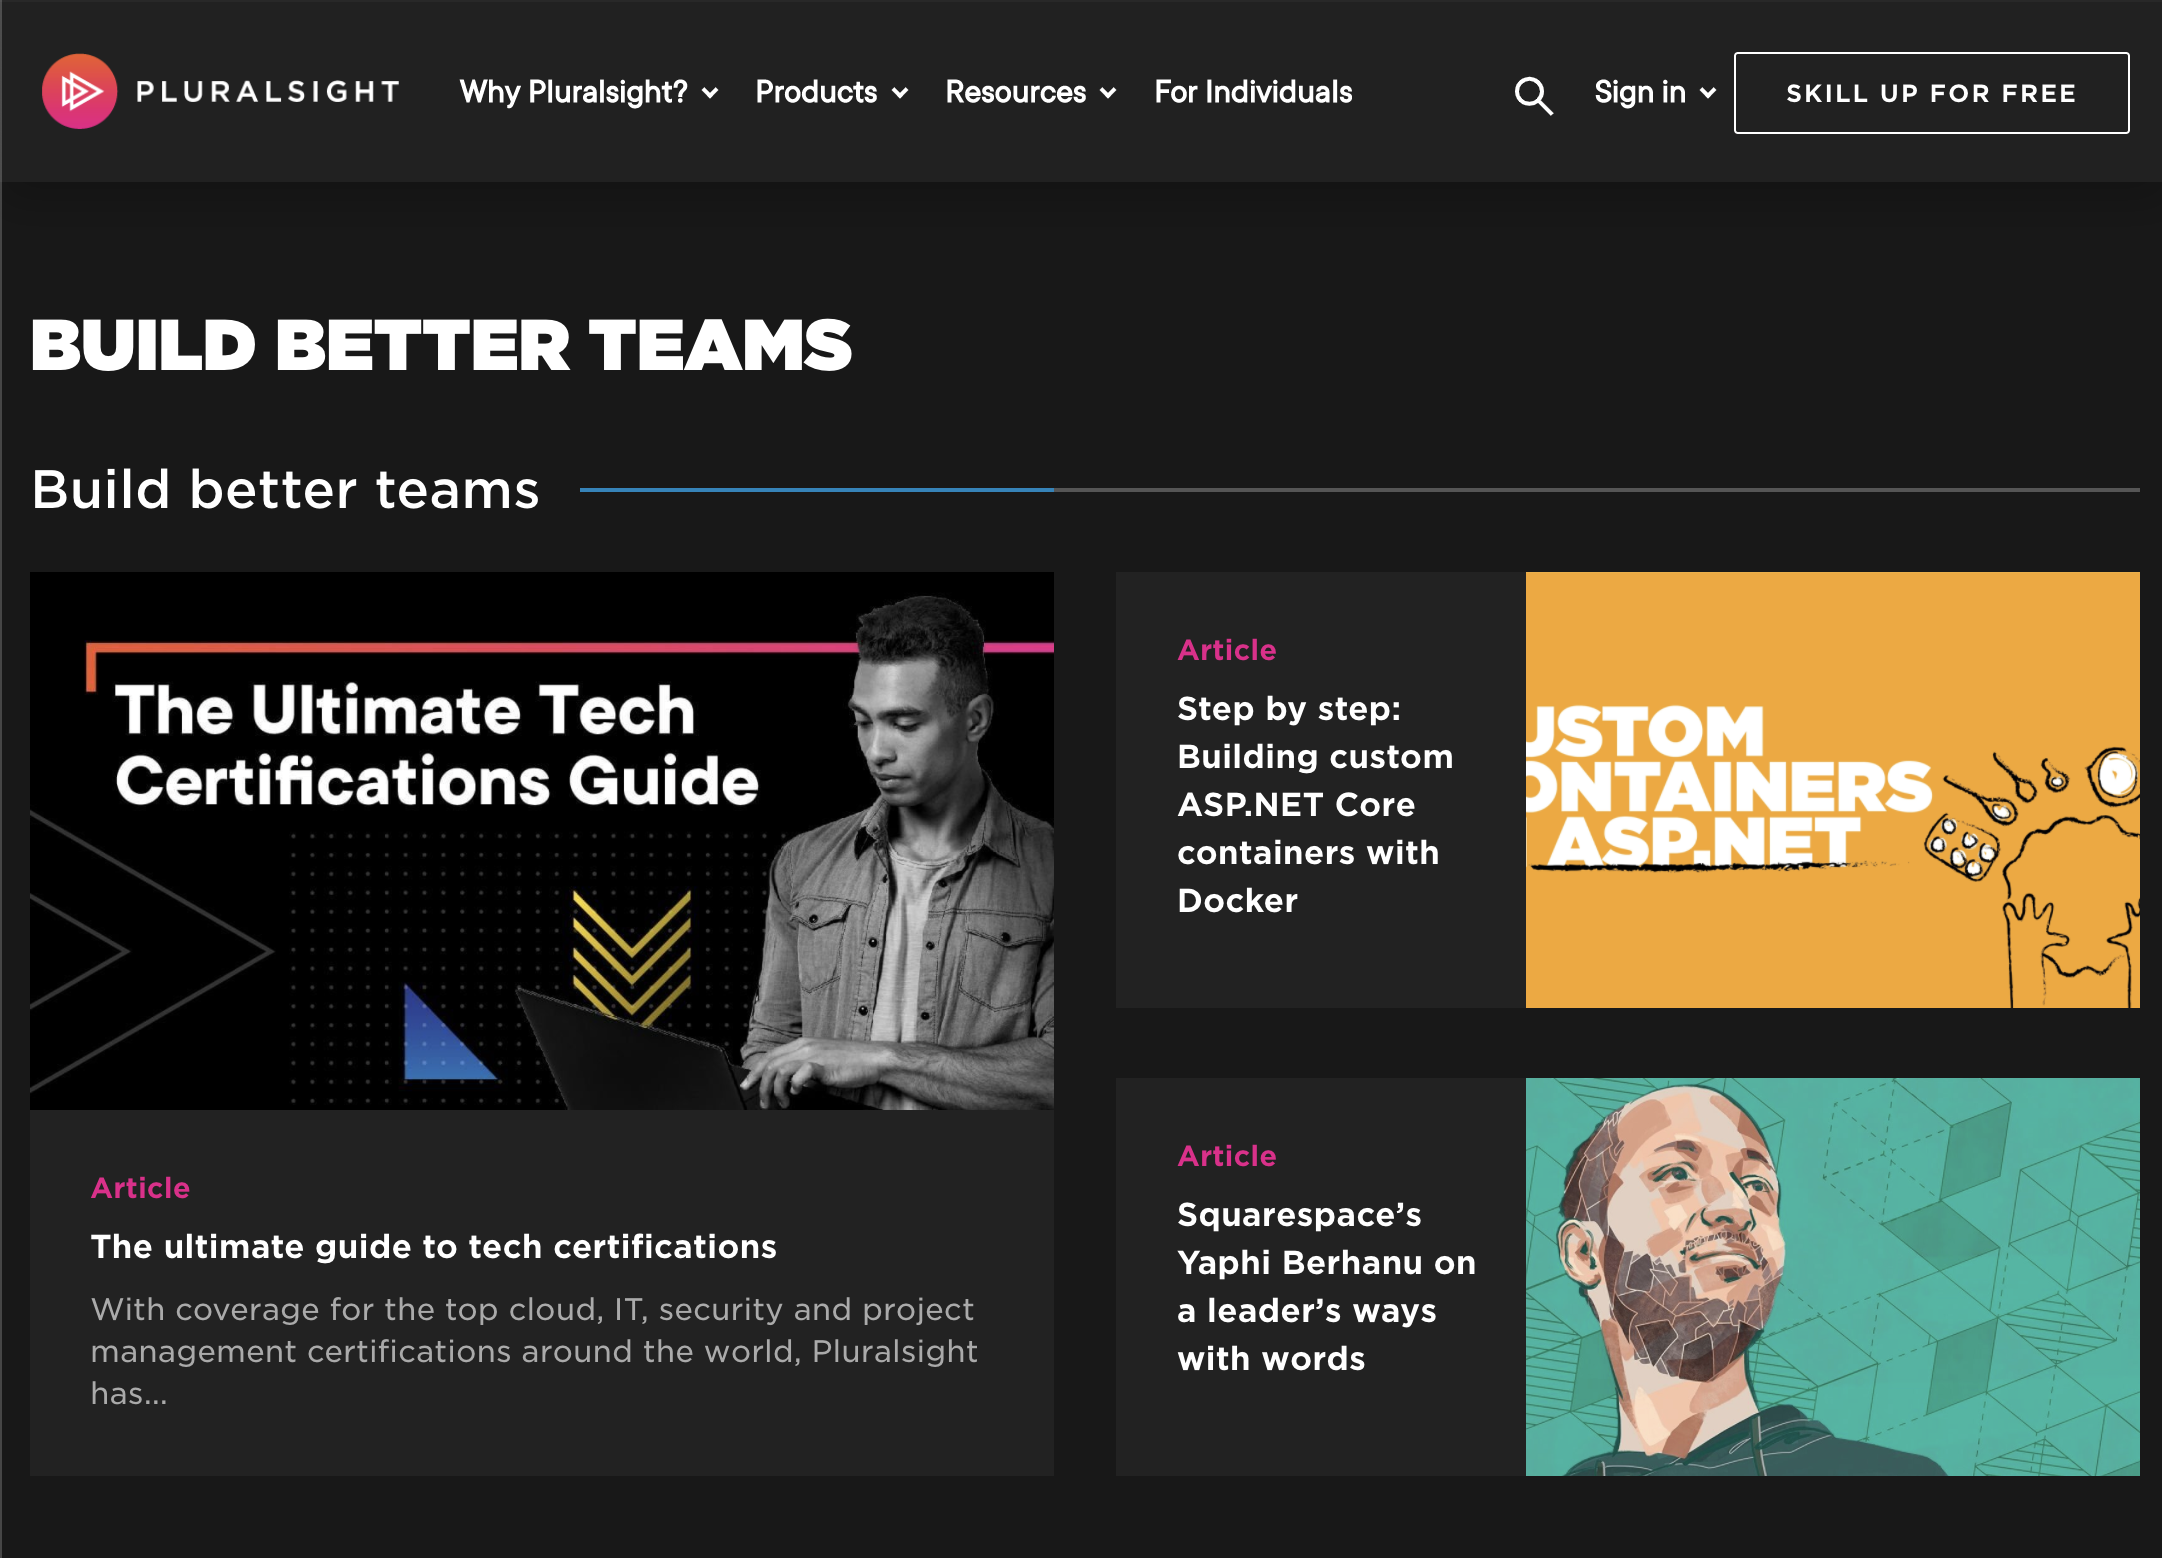 PLURALSIGHT
Why Pluralsight?
Products
Resources
For Individuals
Sign in
SKILL UP FOR FREE
BUILD BETTER TEAMS
Build better teams
The Ultimate Tech
Certifications Guide
Article
The ultimate guide to tech certifications
With coverage for the top cloud, IT, security and project
management certifications around the world, Pluralsight
has...
Article
Step by step:
Building custom
ASP.NET Core
containers with
Docker
USTOM
ONTAINERS
ASP.NET
Article
Squarespace’s
Yaphi Berhanu on
a leader’s ways
with words